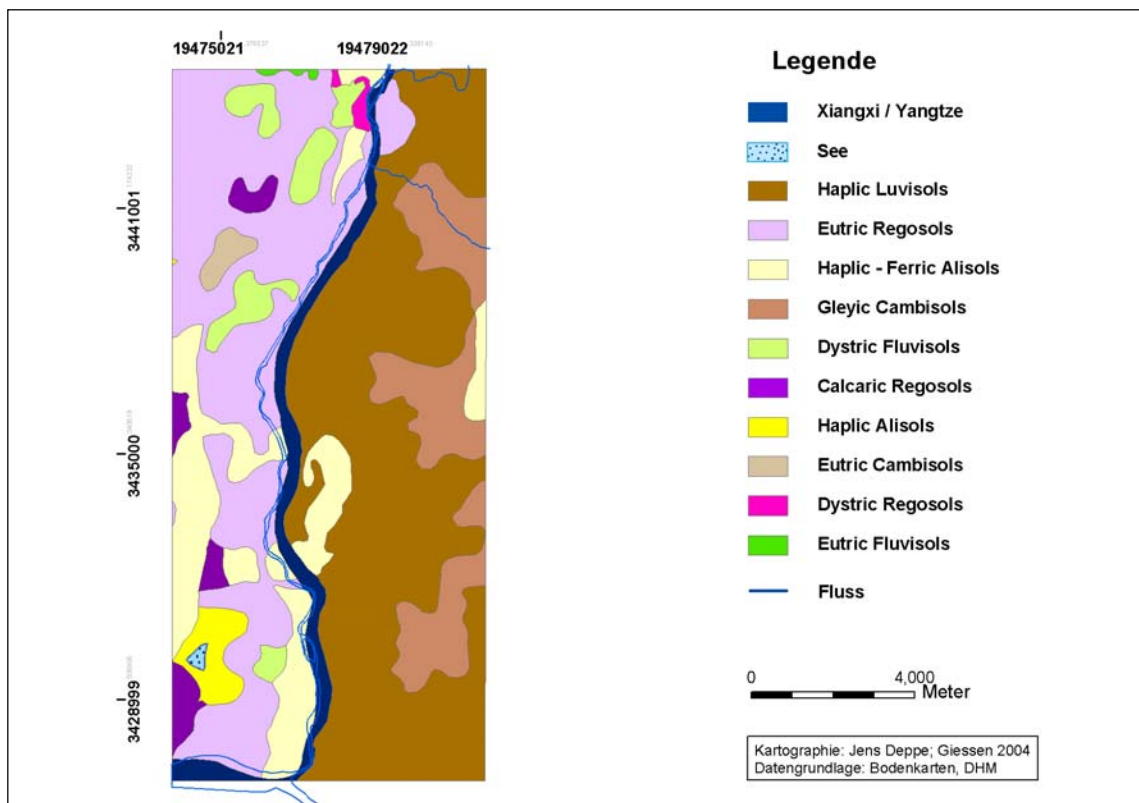 19475021
19479022
3441001
3435000
3428999
Legende
Xiangxi / Yangtze
See
Haplic Luvisols
Eutric Regosols
Haplic - Ferric Alisols
Gleyic Cambisols
Dystric Fluvisols
Calcaric Regosols
Haplic Alisols
Eutric Cambisols
Dystric Regosols
Eutric Fluvisols
Fluss
0 4,000
Meter
Kartographie: Jens Deppe; Giessen 2004
Datengrundlage: Bodenkarten, DHM